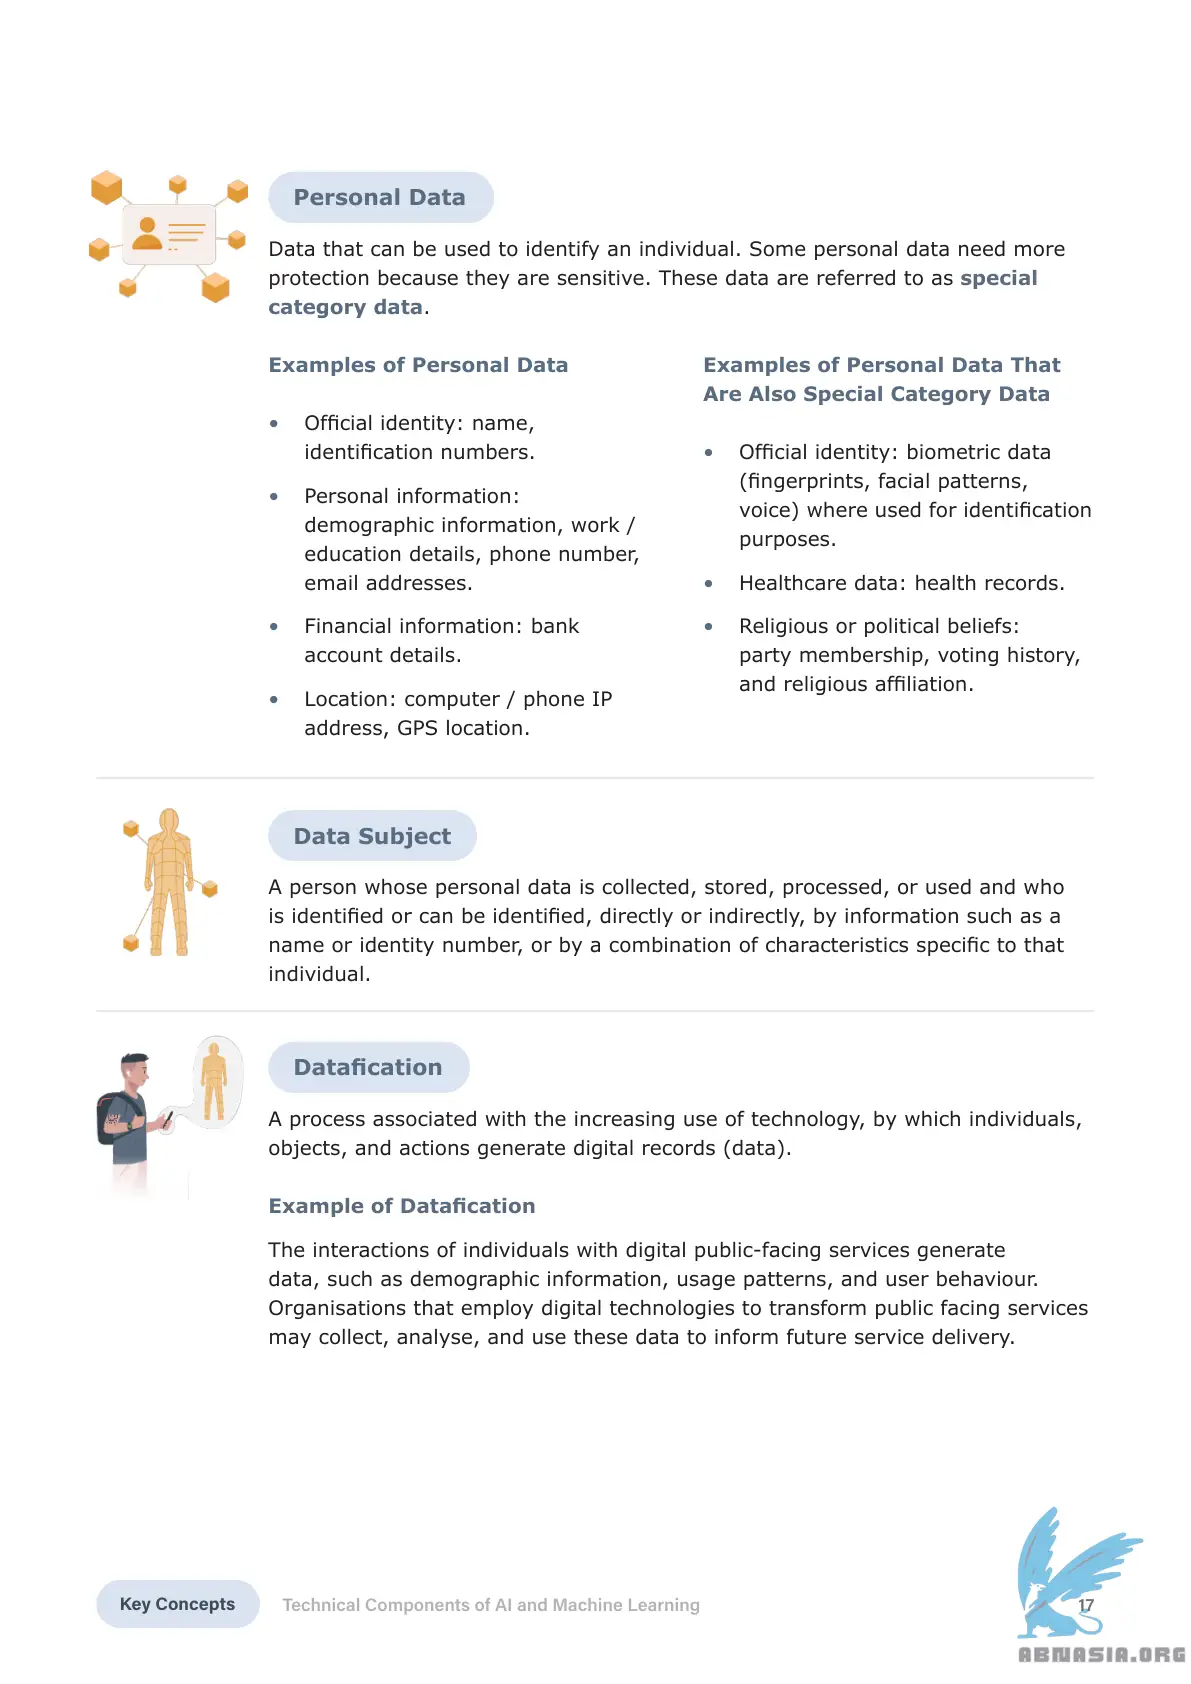 Personal Data
Data that can be used to identify an individual. Some personal data need more
protection because they are sensitive. These data are referred to as special
category data.
Examples of Personal Data
• Official identity: name,
identification numbers.
• Personal information:
demographic information, work /
education details, phone number,
email addresses.
• Financial information: bank
account details.
• Location: computer / phone IP
address, GPS location.
Examples of Personal Data That
Are Also Special Category Data
• Official identity: biometric data
(fingerprints, facial patterns,
voice) where used for identification
purposes.
• Healthcare data: health records.
• Religious or political beliefs:
party membership, voting history,
and religious affiliation.
Data Subject
A person whose personal data is collected, stored, processed, or used and who
is identified or can be identified, directly or indirectly, by information such as a
name or identity number, or by a combination of characteristics specific to that
individual.
Datafication
A process associated with the increasing use of technology, by which individuals,
objects, and actions generate digital records (data).
Example of Datafication
The interactions of individuals with digital public-facing services generate
data, such as demographic information, usage patterns, and user behaviour.
Organisations that employ digital technologies to transform public facing services
may collect, analyse, and use these data to inform future service delivery.
Key Concepts
Technical Components of AI and Machine Learning
17
ABNASIA.ORG